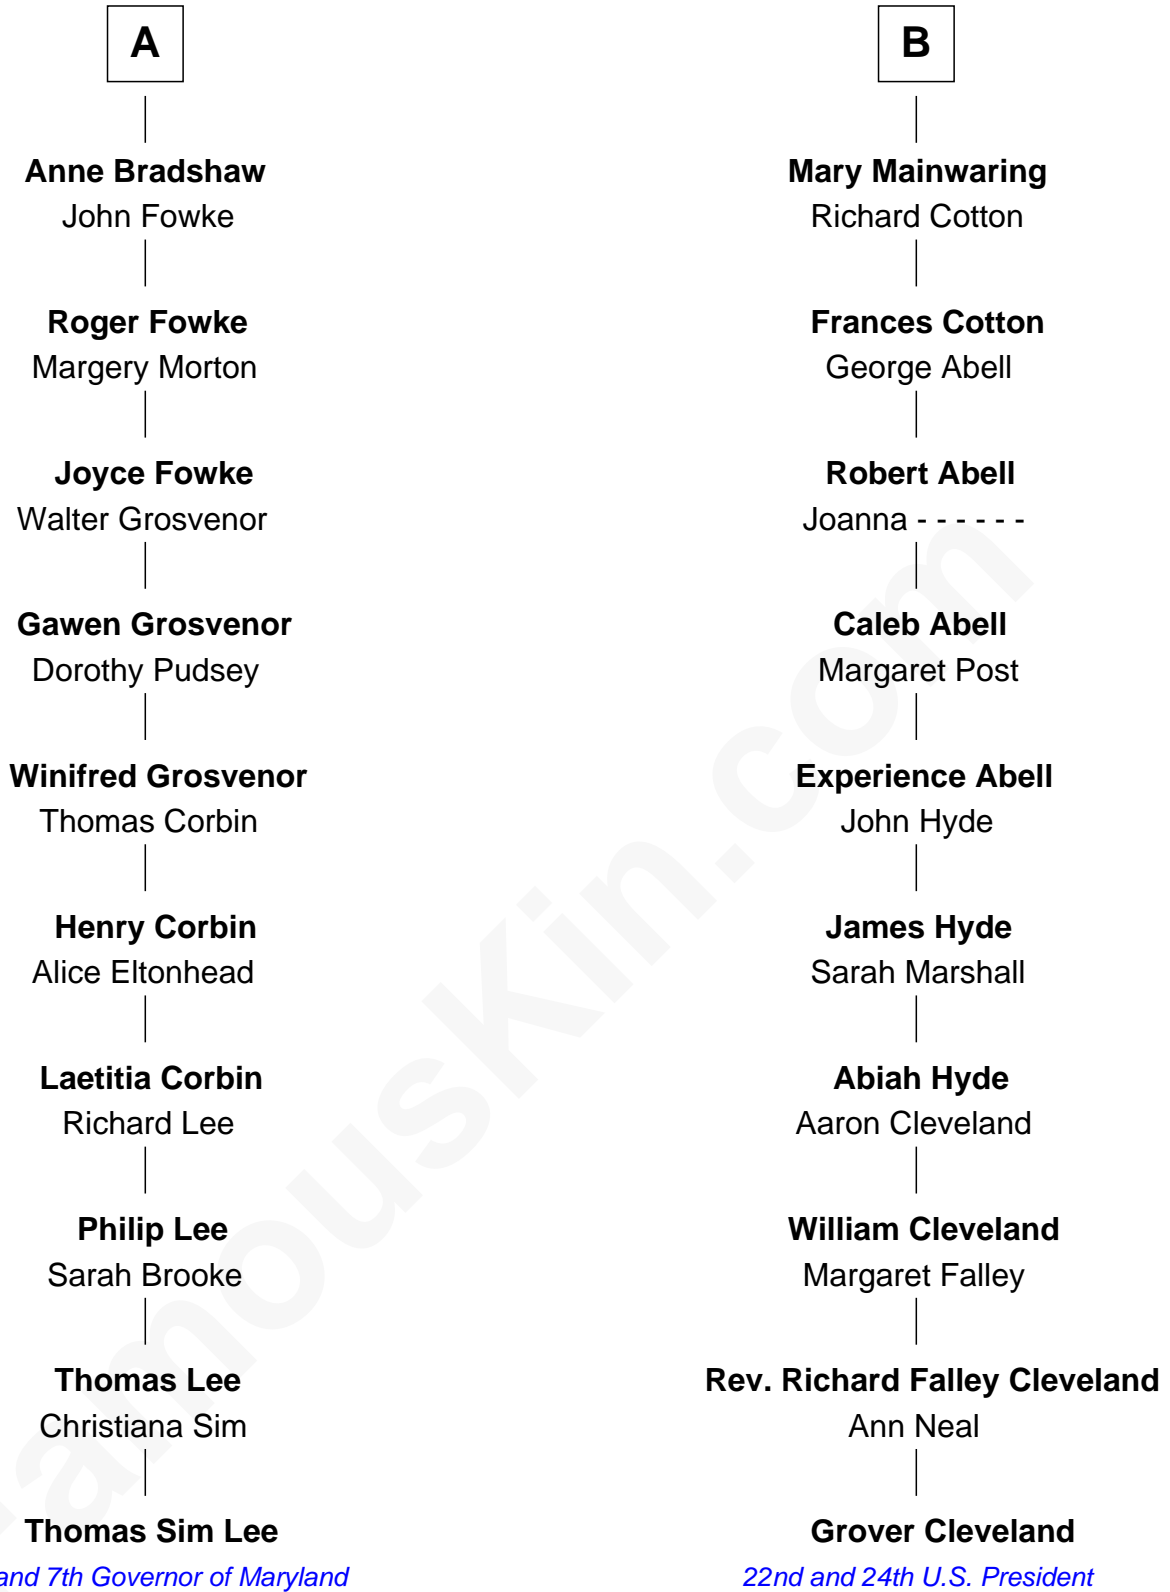 A
Anne Bradshaw
John Fowke
Roger Fowke
Margery Morton
Joyce Fowke
Walter Grosvenor
Gawen Grosvenor
Dorothy Pudsey
Winifred Grosvenor
Thomas Corbin
Henry Corbin
Alice Eltonhead
Laetitia Corbin
Richard Lee
Philip Lee
Sarah Brooke
Thomas Lee
Christiana Sim
Thomas Sim Lee
and 7th Governor of Maryland
B
Mary Mainwaring
Richard Cotton
Frances Cotton
George Abell
Robert Abell
Joanna - - - - - -
Caleb Abell
Margaret Post
Experience Abell
John Hyde
James Hyde
Sarah Marshall
Abiah Hyde
Aaron Cleveland
William Cleveland
Margaret Falley
Rev. Richard Falley Cleveland
Ann Neal
Grover Cleveland
22nd and 24th U.S. President
amousKin.com